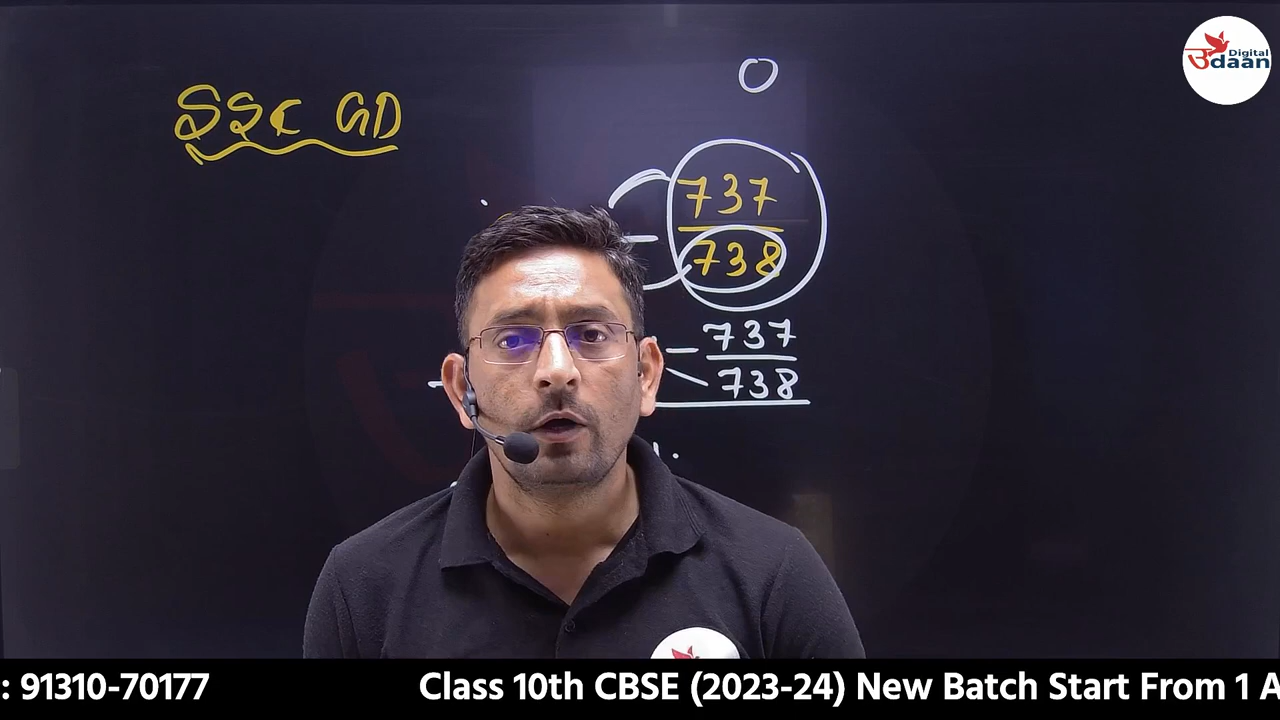 Digital
उdaan
SSC GD
0
737
738
737
738
: 91310-70177 Class 10th CBSE (2023-24) New Batch Start From 1 A